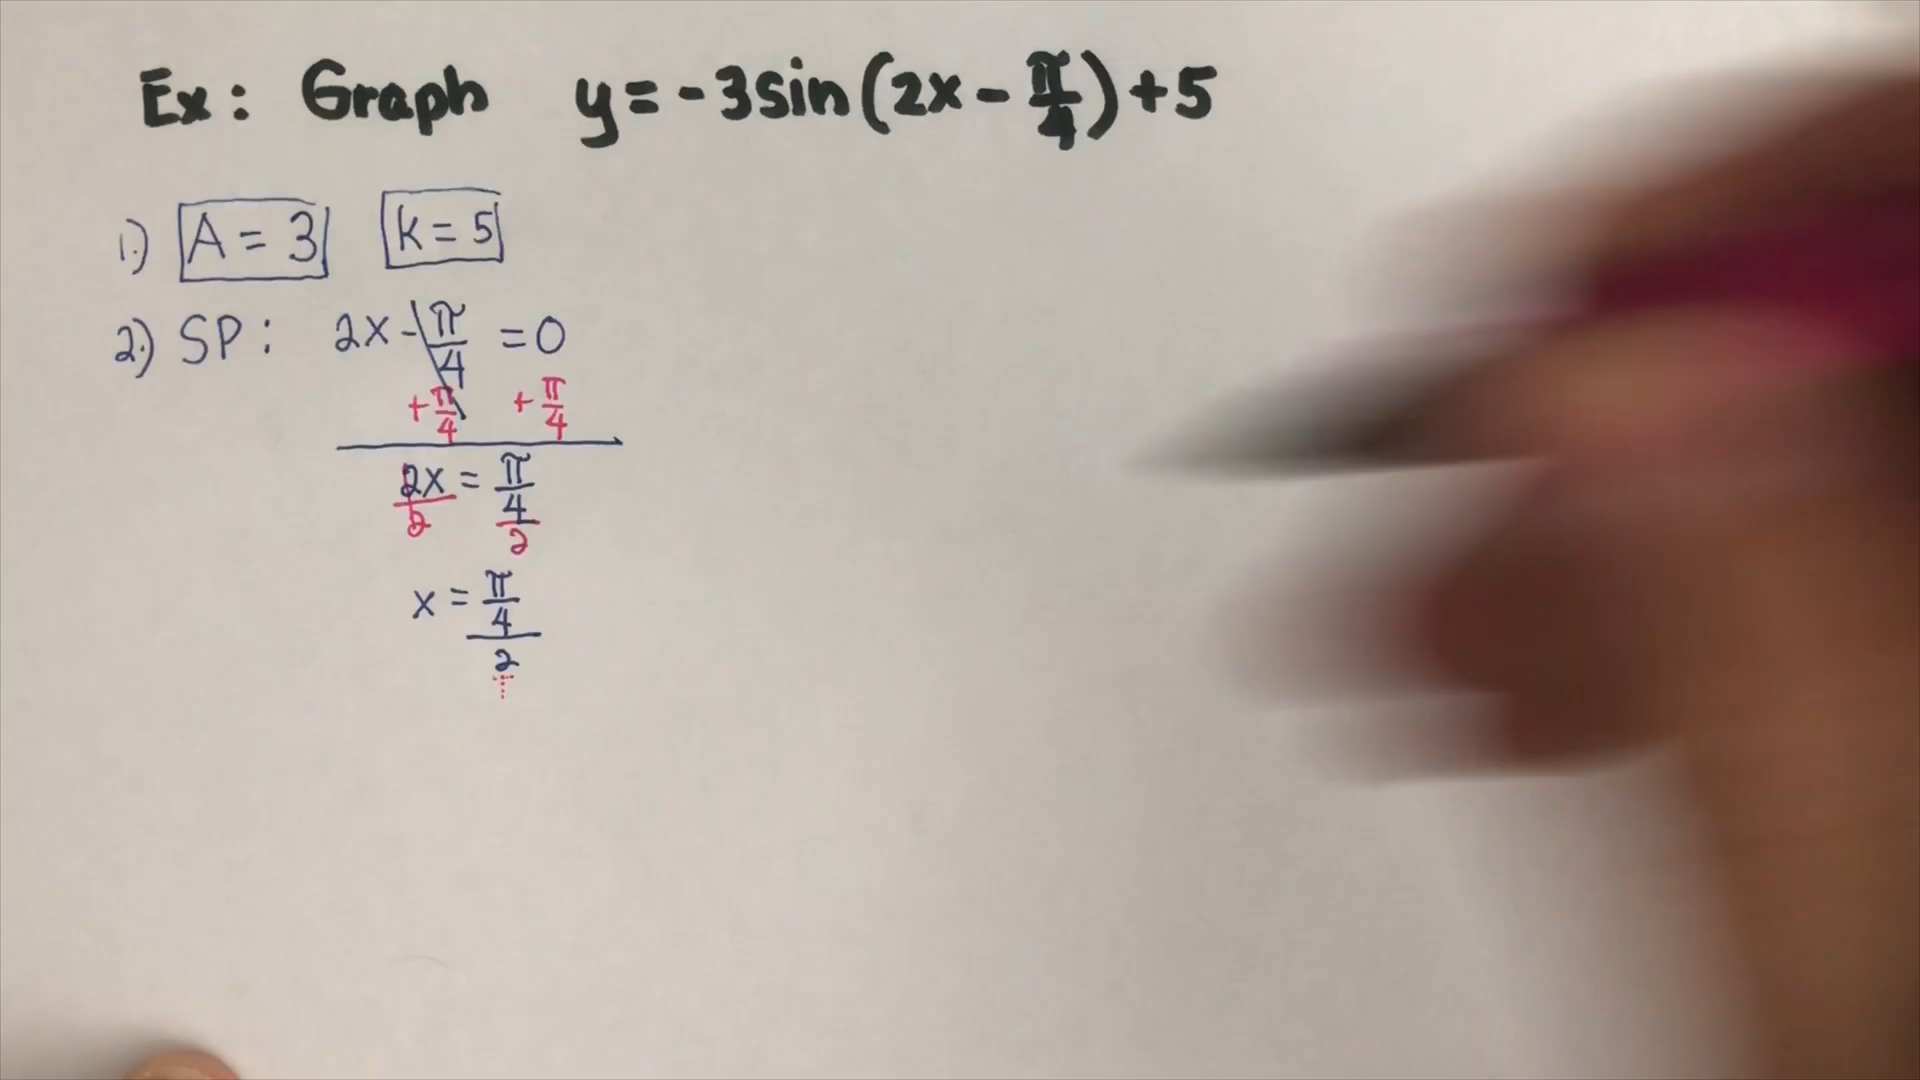 Ex: Graph y = -3sin(2x - π/4) + 5
1.) A = 3 k = 5
2.) SP: 2x - π/4 = 0
+ π/4 + π/4
2x/2 = π/4/2
x = π/4/2